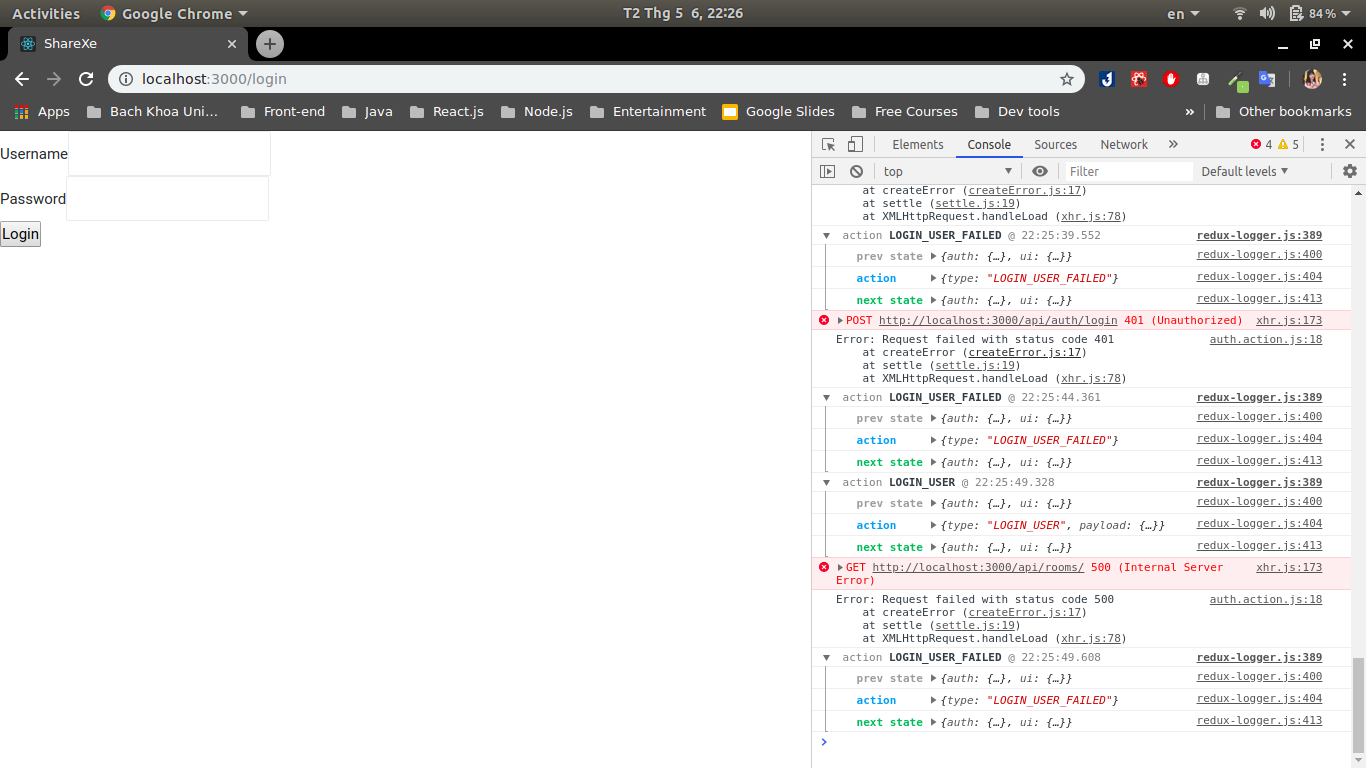 Activities Google Chrome T2 Thg 5 6, 22:26 en 84 %
ShareXe
localhost:3000/login
Apps Bach Khoa Uni… Front-end Java React.js Node.js Entertainment Google Slides Free Courses Dev tools » Other bookmarks
Username
Password
Login
Elements Console Sources Network » 4 5
top Filter Default levels
at createError (createError.js:17)
at settle (settle.js:19)
at XMLHttpRequest.handleLoad (xhr.js:78)
action LOGIN_USER_FAILED @ 22:25:39.552 redux-logger.js:389
prev state {auth: {…}, ui: {…}} redux-logger.js:400
action {type: "LOGIN_USER_FAILED"} redux-logger.js:404
next state {auth: {…}, ui: {…}} redux-logger.js:413
POST http://localhost:3000/api/auth/login 401 (Unauthorized) xhr.js:173
Error: Request failed with status code 401 auth.action.js:18
at createError (createError.js:17)
at settle (settle.js:19)
at XMLHttpRequest.handleLoad (xhr.js:78)
action LOGIN_USER_FAILED @ 22:25:44.361 redux-logger.js:389
prev state {auth: {…}, ui: {…}} redux-logger.js:400
action {type: "LOGIN_USER_FAILED"} redux-logger.js:404
next state {auth: {…}, ui: {…}} redux-logger.js:413
action LOGIN_USER @ 22:25:49.328 redux-logger.js:389
prev state {auth: {…}, ui: {…}} redux-logger.js:400
action {type: "LOGIN_USER", payload: {…}} redux-logger.js:404
next state {auth: {…}, ui: {…}} redux-logger.js:413
GET http://localhost:3000/api/rooms/ 500 (Internal Server xhr.js:173
Error)
Error: Request failed with status code 500 auth.action.js:18
at createError (createError.js:17)
at settle (settle.js:19)
at XMLHttpRequest.handleLoad (xhr.js:78)
action LOGIN_USER_FAILED @ 22:25:49.608 redux-logger.js:389
prev state {auth: {…}, ui: {…}} redux-logger.js:400
action {type: "LOGIN_USER_FAILED"} redux-logger.js:404
next state {auth: {…}, ui: {…}} redux-logger.js:413